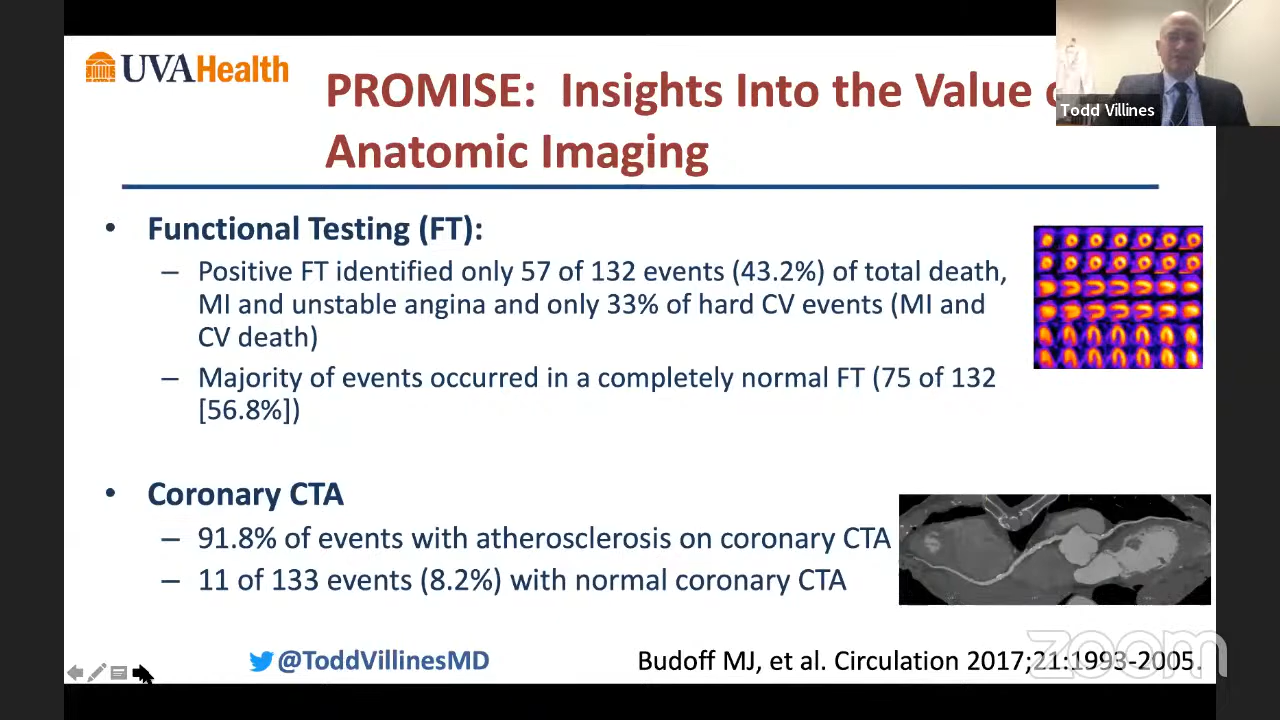 UVAHealth
PROMISE: Insights Into the Value
Anatomic Imaging
Todd Villines
• Functional Testing (FT):
– Positive FT identified only 57 of 132 events (43.2%) of total death,
MI and unstable angina and only 33% of hard CV events (MI and
CV death)
– Majority of events occurred in a completely normal FT (75 of 132
[56.8%])
• Coronary CTA
– 91.8% of events with atherosclerosis on coronary CTA
– 11 of 133 events (8.2%) with normal coronary CTA
@ToddVillinesMD
Budoff MJ, et al. Circulation 2017;21:1993-2005.
zoom